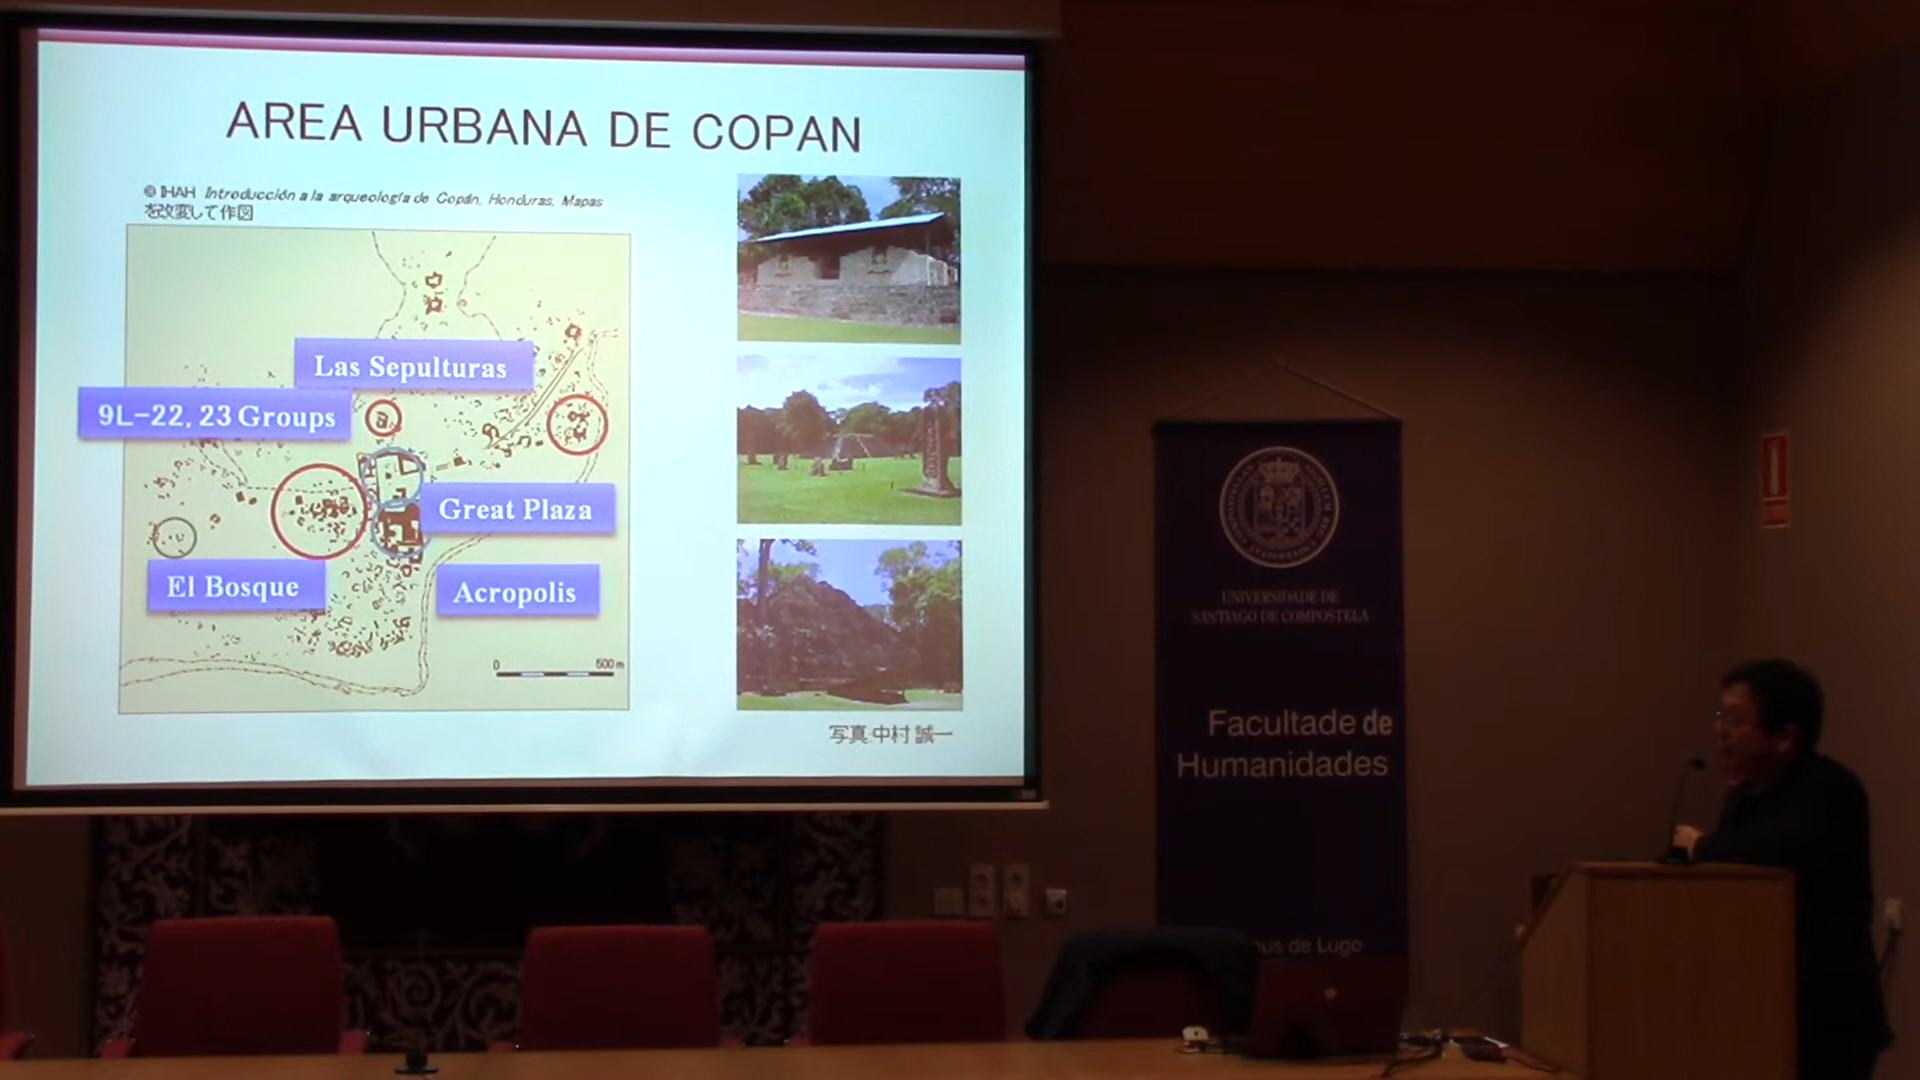 AREA URBANA DE COPAN
© IHAH Introducción a la arqueología de Copán, Honduras, Mapas
を改変して作図
Las Sepulturas
9L-22, 23 Groups
Great Plaza
El Bosque
Acropolis
0 500 m
写真:中村 誠一
UNIVERSIDADE DE
SANTIAGO DE COMPOSTELA
Facultade de
Humanidades
pus de Lugo